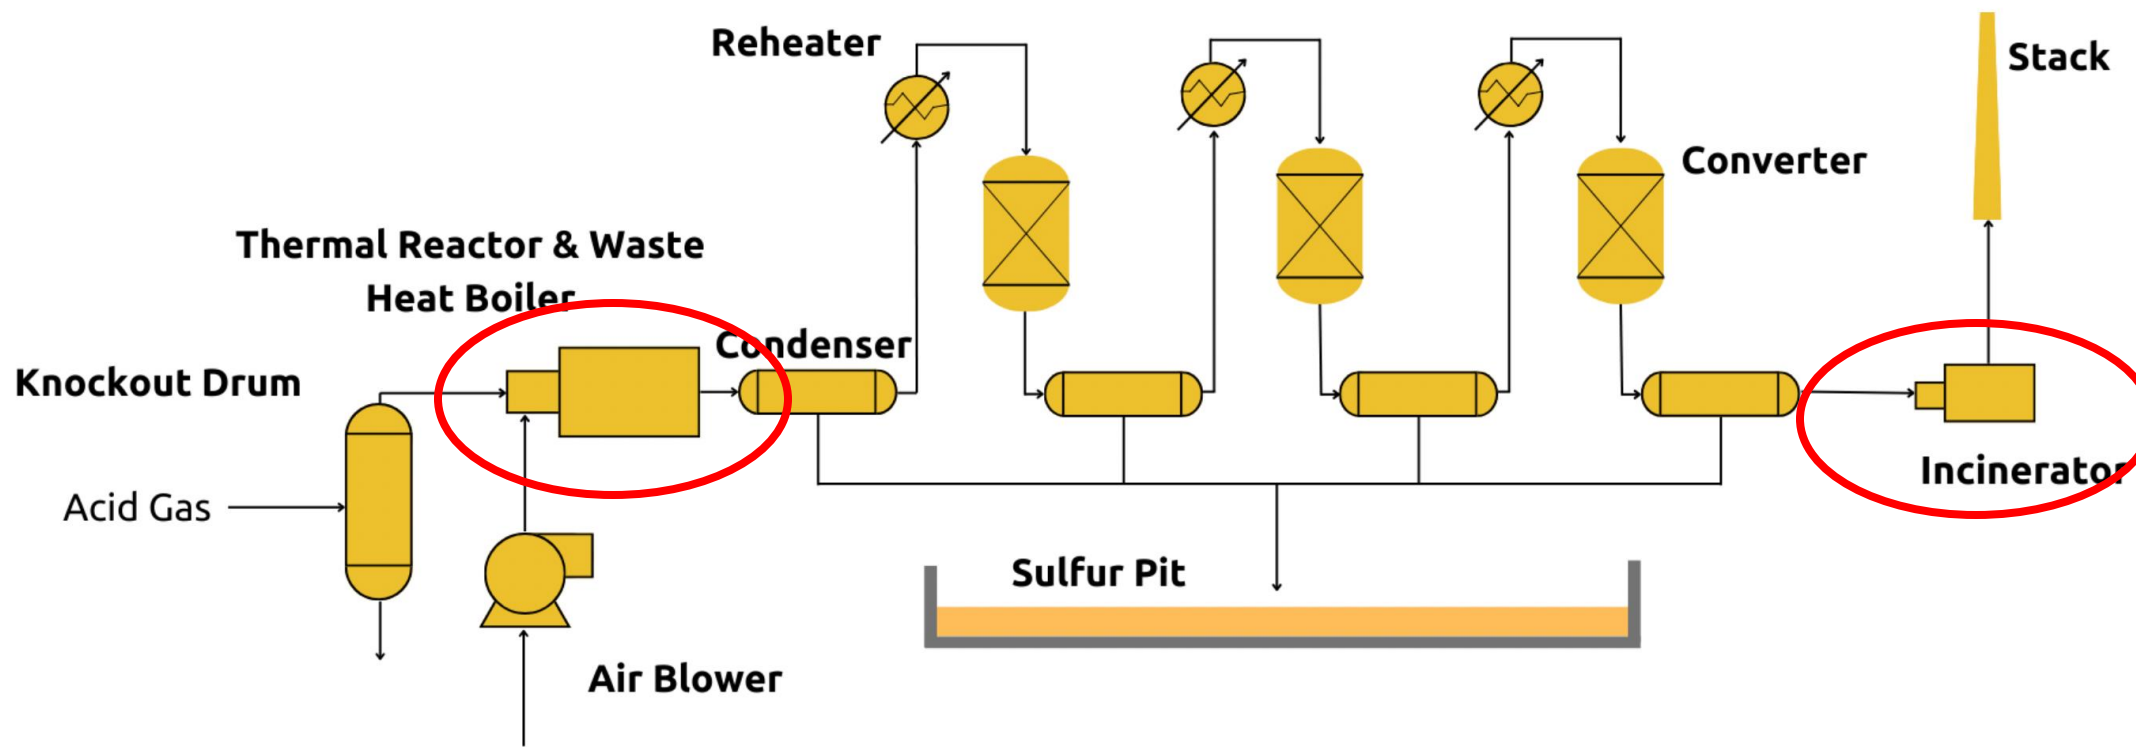 Reheater
Stack
Converter
Thermal Reactor & Waste
Heat Boiler
Condenser
Knockout Drum
Incinerator
Acid Gas
Sulfur Pit
Air Blower